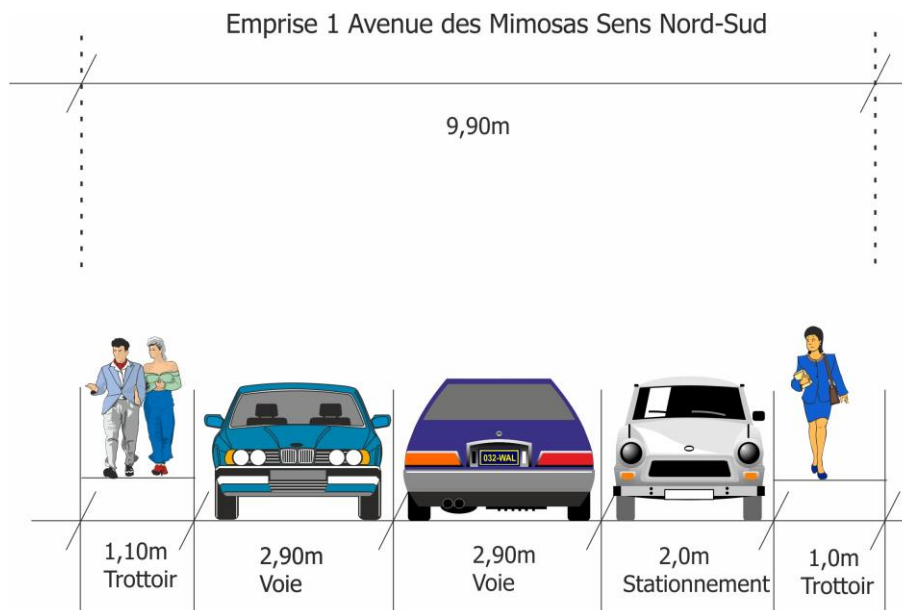 Emprise 1 Avenue des Mimosas Sens Nord-Sud
9,90m
032-WAL
1,10m
Trottoir
2,90m
Voie
2,90m
Voie
2,0m
Stationnement
1,0m
Trottoir